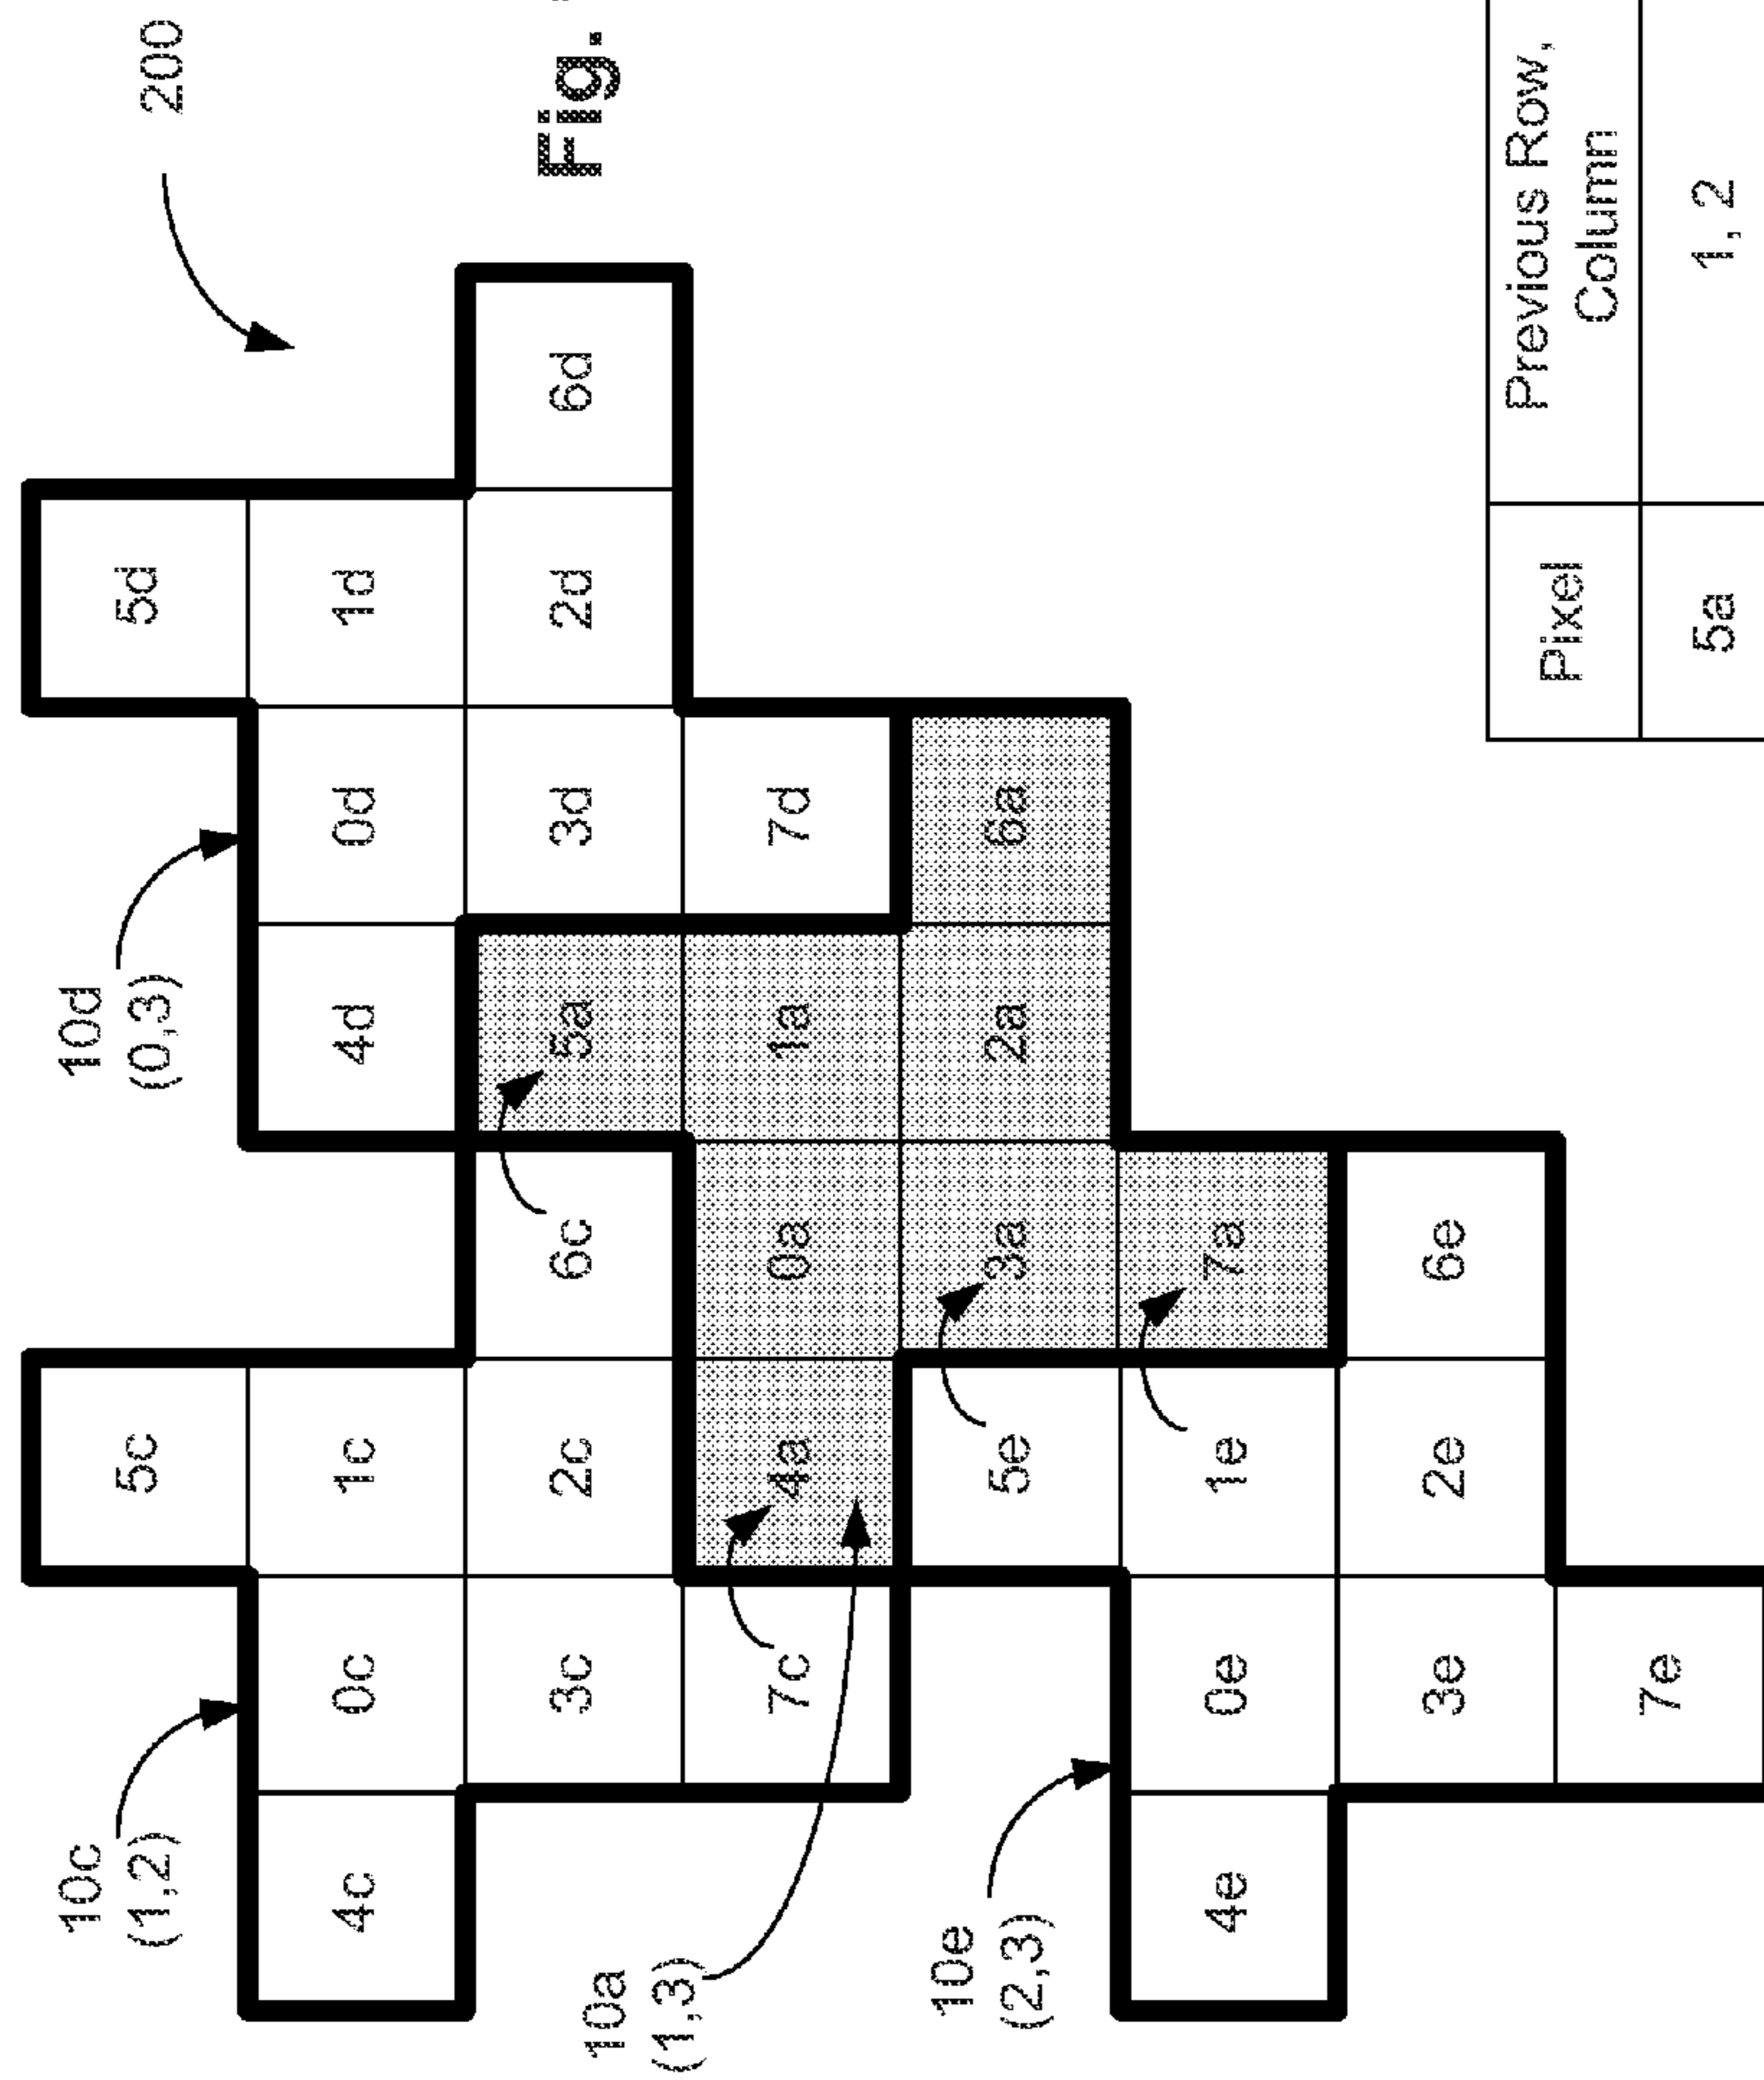 10c
(1,2)
10d
(0,3)
200
5c
5d
4c 0c 1c 4d 0d 1d
3c 2c 6c 5a 3d 2d 6d
Fig.
10a
(1,3)
7c 4a 0a 1a 7d
10e
(2,3)
5e 3a 2a 6a
4e 0e 1e 7a
3e 2e 6e
7e
Pixel
Previous Row,
Column
5a
1, 2